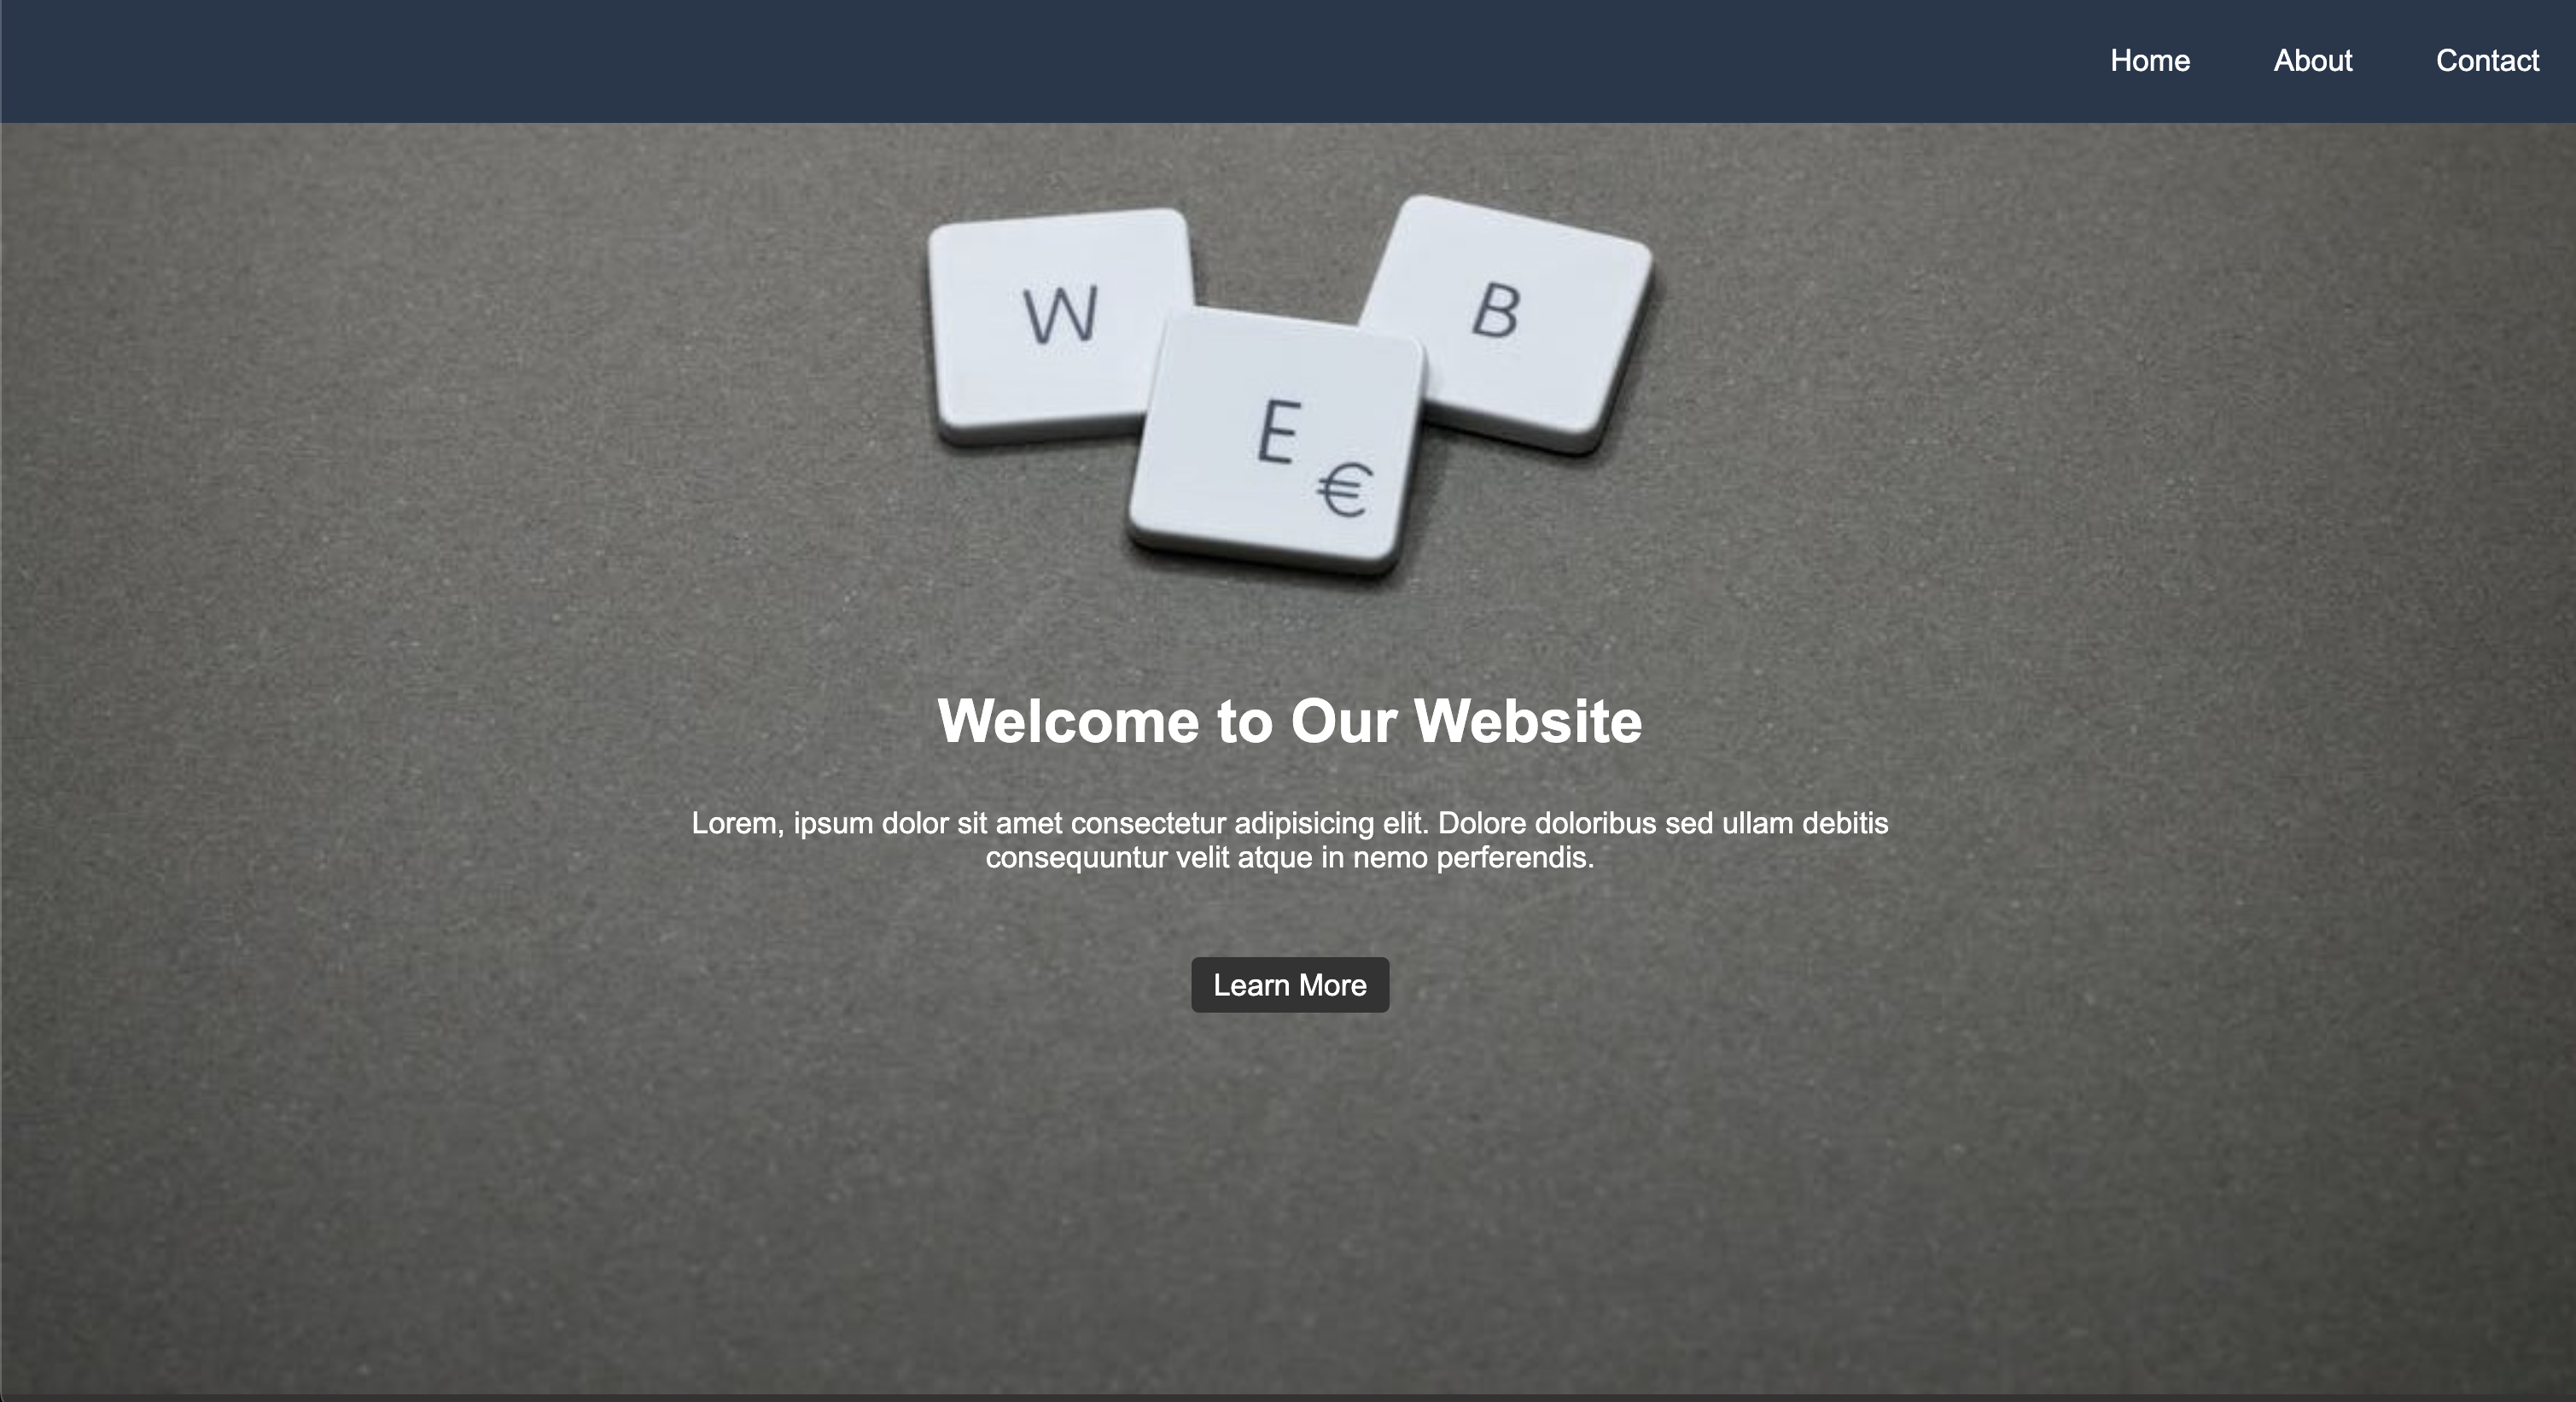 Home About Contact
W B
E
€
Welcome to Our Website
Lorem, ipsum dolor sit amet consectetur adipisicing elit. Dolore doloribus sed ullam debitis
consequuntur velit atque in nemo perferendis.
Learn More